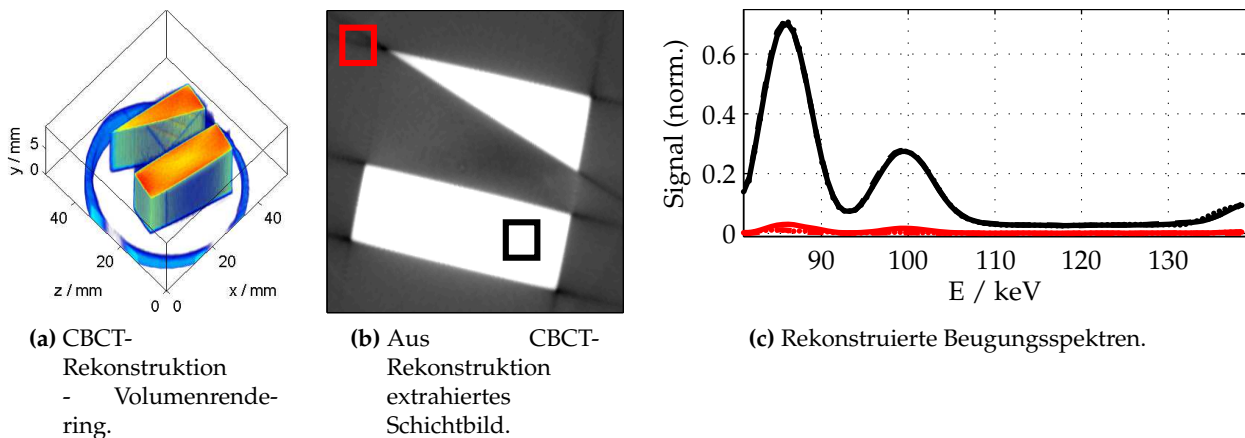 y / mm
5
0
40
20
z / mm
0
0
20
40
x / mm
(a) CBCT-
Rekonstruktion
- Volumenrende-
ring.
(b) Aus CBCT-
Rekonstruktion
extrahiertes
Schichtbild.
Signal (norm.)
0.6
0.4
0.2
0
90 100 110 120 130
E / keV
(c) Rekonstruierte Beugungsspektren.